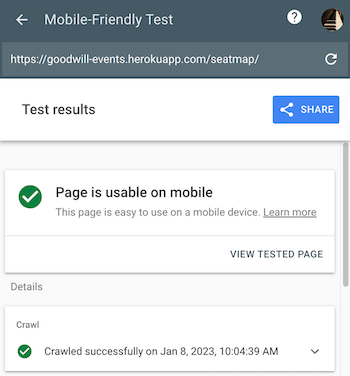 Mobile-Friendly Test
https://goodwill-events.herokuapp.com/seatmap/
Test results
SHARE
Page is usable on mobile
This page is easy to use on a mobile device. Learn more
VIEW TESTED PAGE
Details
Crawl
Crawled successfully on Jan 8, 2023, 10:04:39 AM